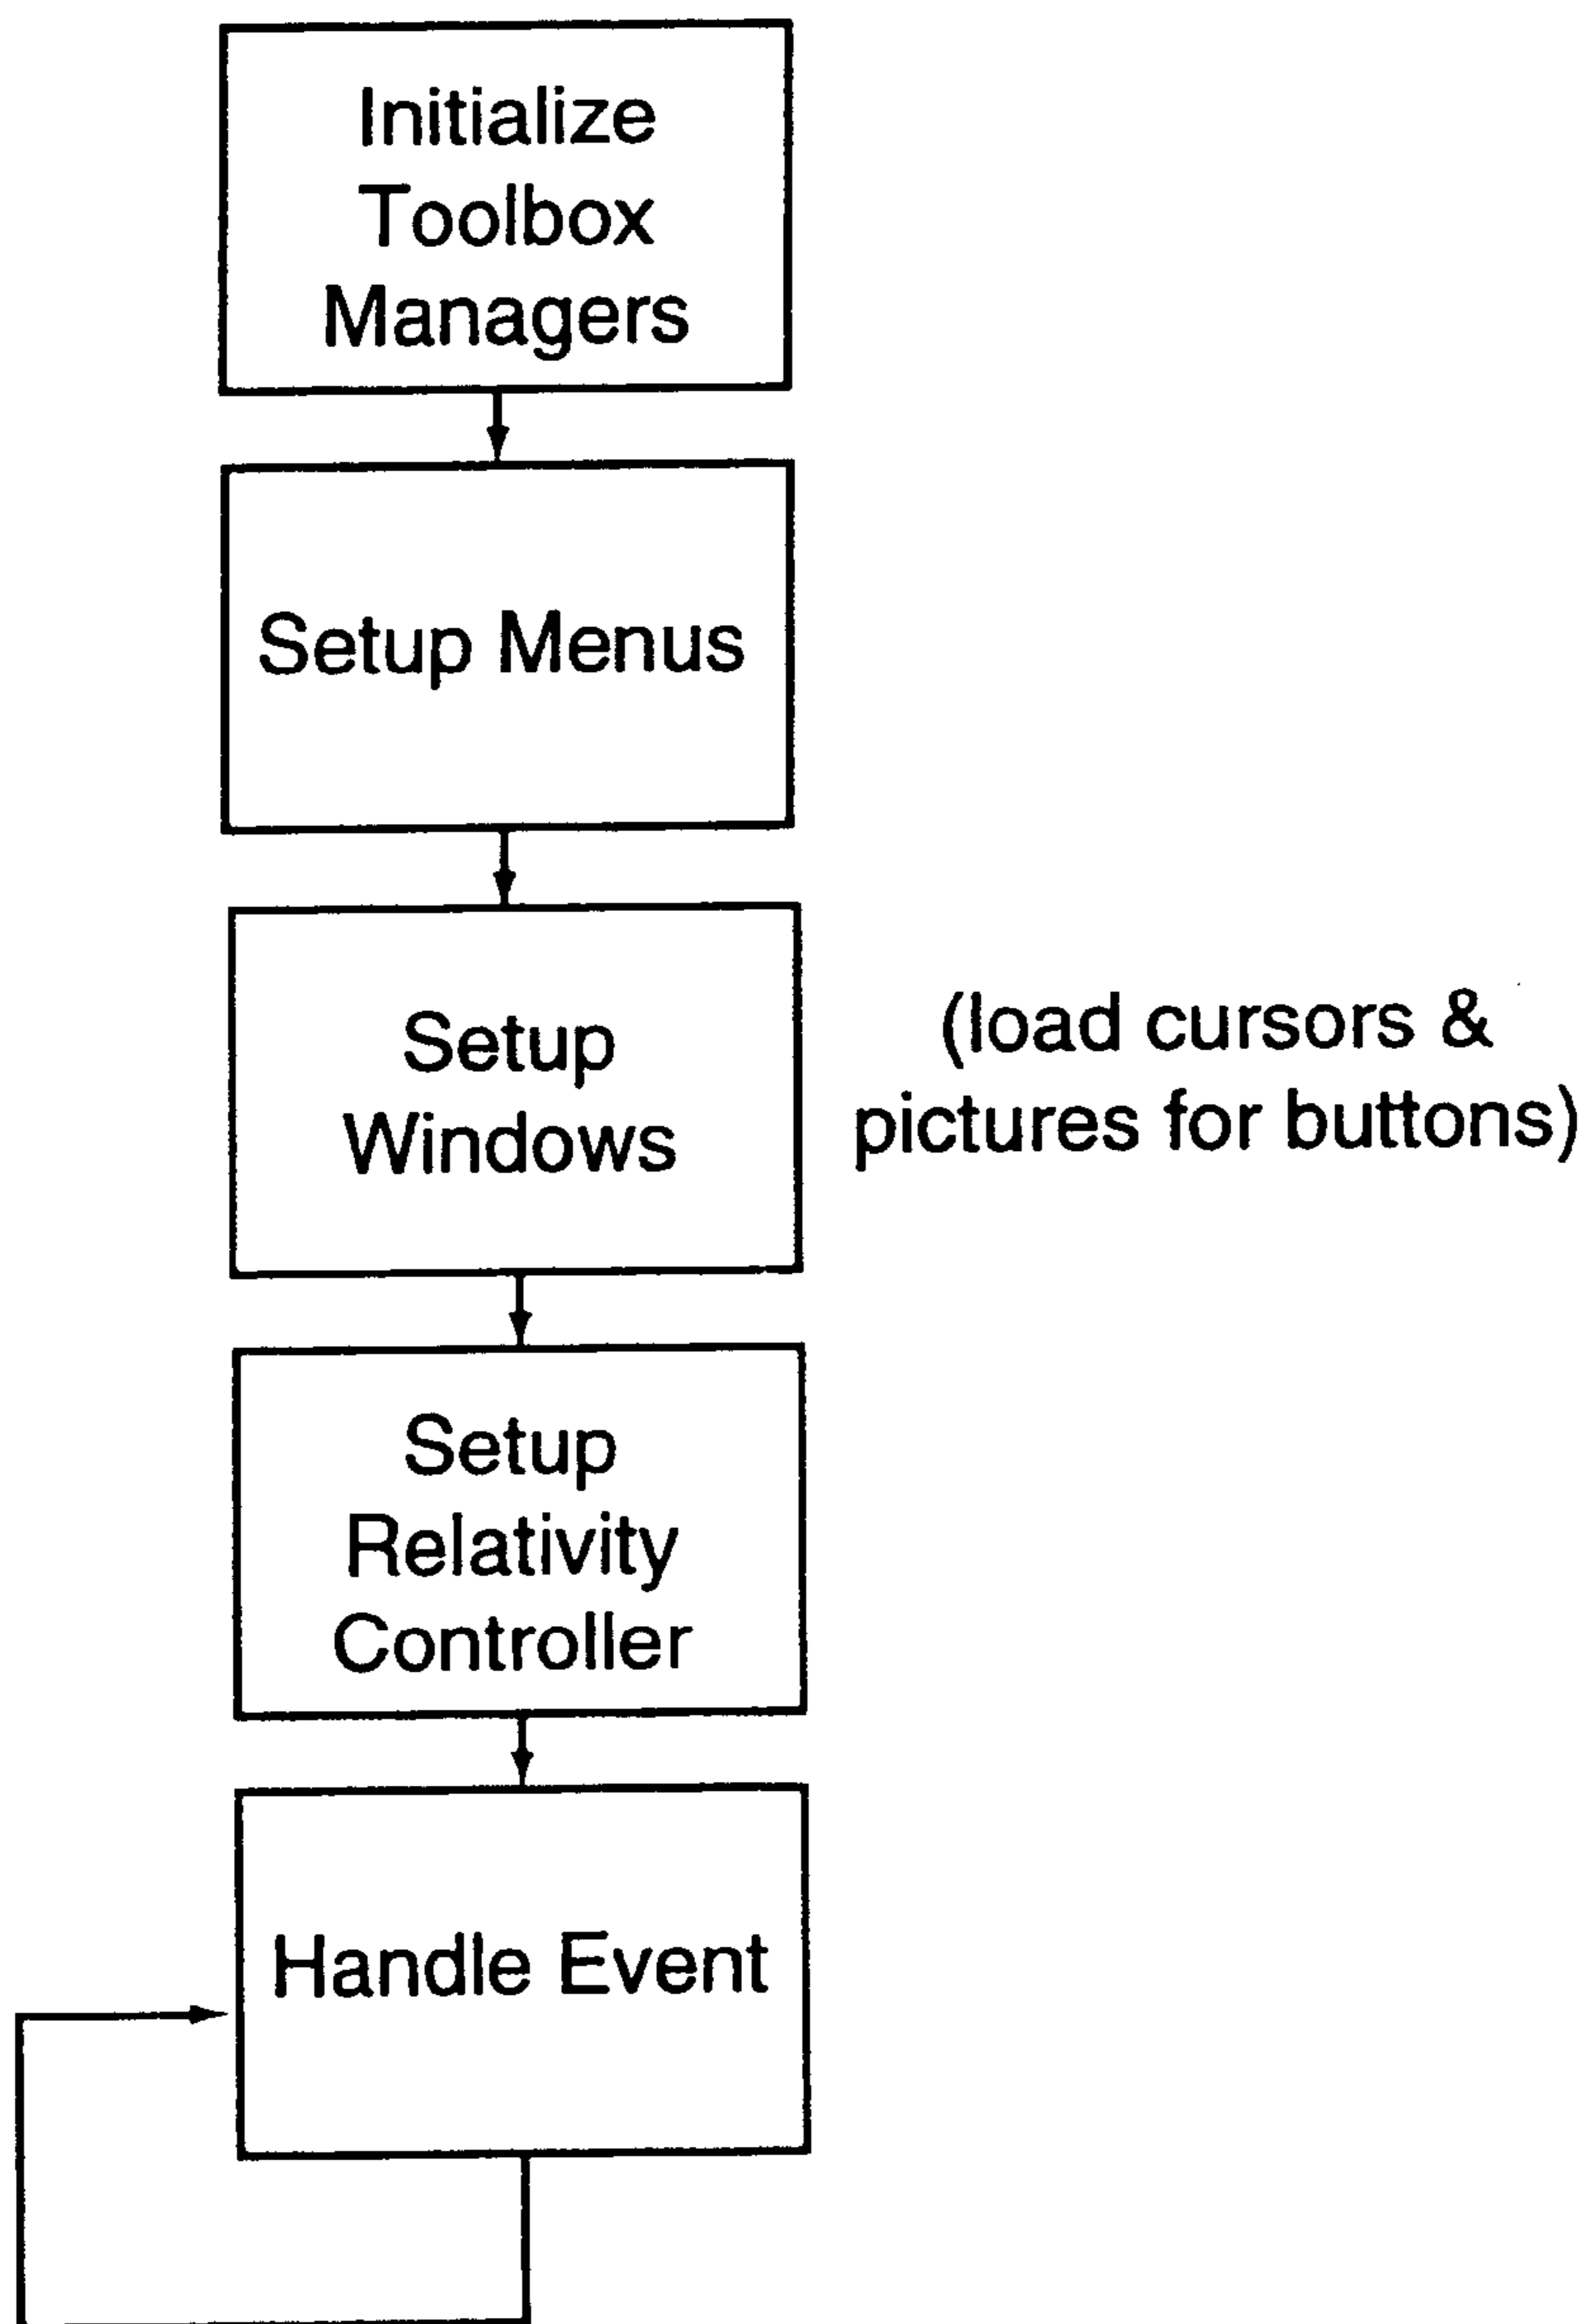 Initialize
Toolbox
Managers
Setup Menus
Setup
Windows
(load cursors &
pictures for buttons)
Setup
Relativity
Controller
Handle Event